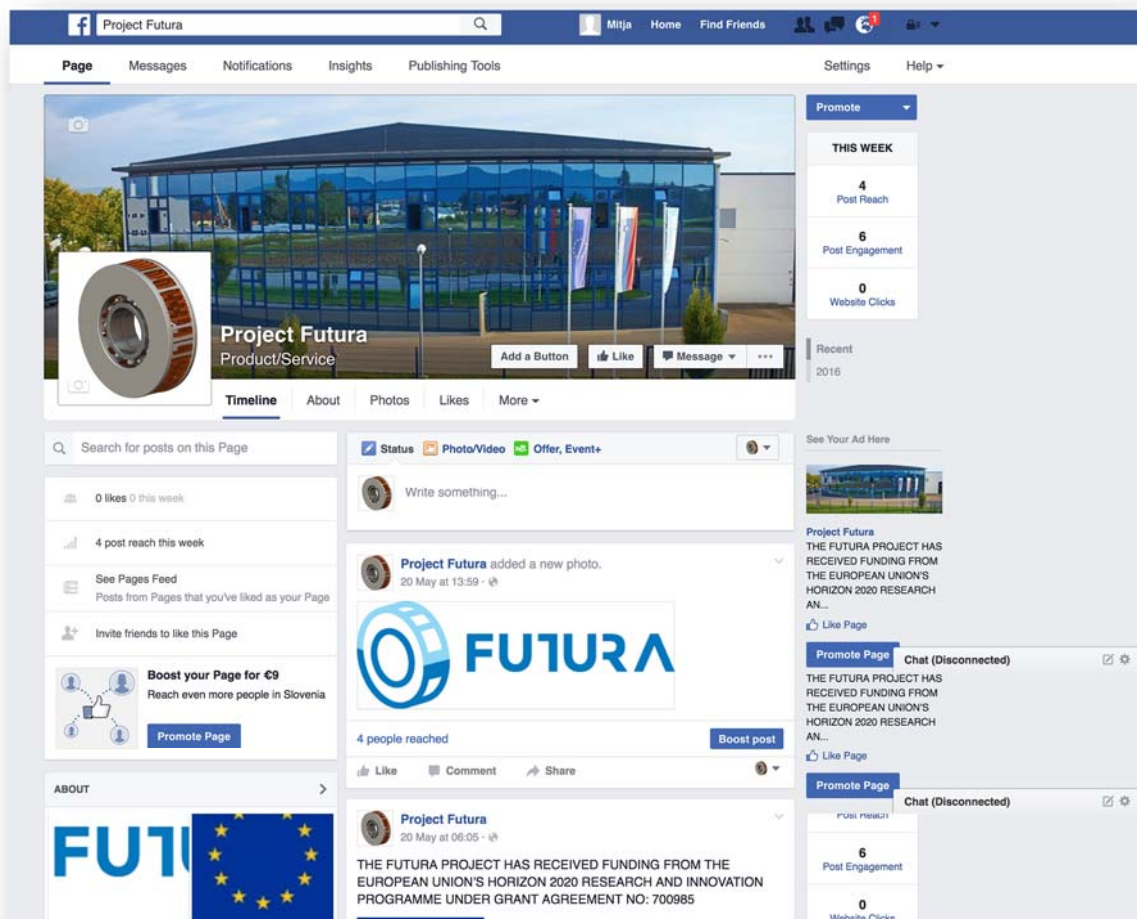 Project Futura
Mitja Home Find Friends
1
Page Messages Notifications Insights Publishing Tools
Settings Help
Project Futura
Product/Service
Add a Button Like Message
Timeline About Photos Likes More
Promote
THIS WEEK
4
Post Reach
6
Post Engagement
0
Website Clicks
Recent
2016
Search for posts on this Page
0 likes 0 this week
4 post reach this week
See Pages Feed
Posts from Pages that you've liked as your Page
Invite friends to like this Page
Boost your Page for €9
Reach even more people in Slovenia
Promote Page
ABOUT
FUTU
Status Photo/Video Offer, Event+
Write something...
Project Futura added a new photo.
20 May at 13:59
FUTURA
4 people reached
Boost post
Like Comment Share
Project Futura
20 May at 06:05
THE FUTURA PROJECT HAS RECEIVED FUNDING FROM THE
EUROPEAN UNION'S HORIZON 2020 RESEARCH AND INNOVATION
PROGRAMME UNDER GRANT AGREEMENT NO: 700985
See Your Ad Here
Project Futura
THE FUTURA PROJECT HAS
RECEIVED FUNDING FROM
THE EUROPEAN UNION'S
HORIZON 2020 RESEARCH
AN...
Like Page
Promote Page
Chat (Disconnected)
THE FUTURA PROJECT HAS
RECEIVED FUNDING FROM
THE EUROPEAN UNION'S
HORIZON 2020 RESEARCH
AN...
Like Page
Promote Page
Chat (Disconnected)
Post Reach
6
Post Engagement
0
Website Clicks